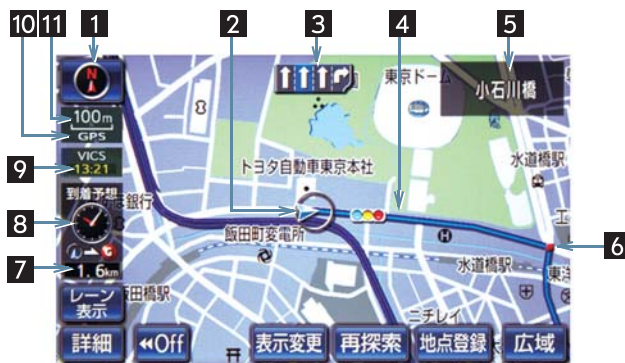 10 11 1 2 3 4 5
N
100m
GPS
VICS
13:21
9
到着予想
8
7
1.6km
レーン
表示
詳細
◀◀Off
表示変更
再探索
地点登録
広域
東京ドーム
小石川橋
水道橋駅
トヨタ自動車東京本社
銀行
飯田町変電所
H
6
水道橋駅
飯田橋駅
ニチレイ
東洋
工